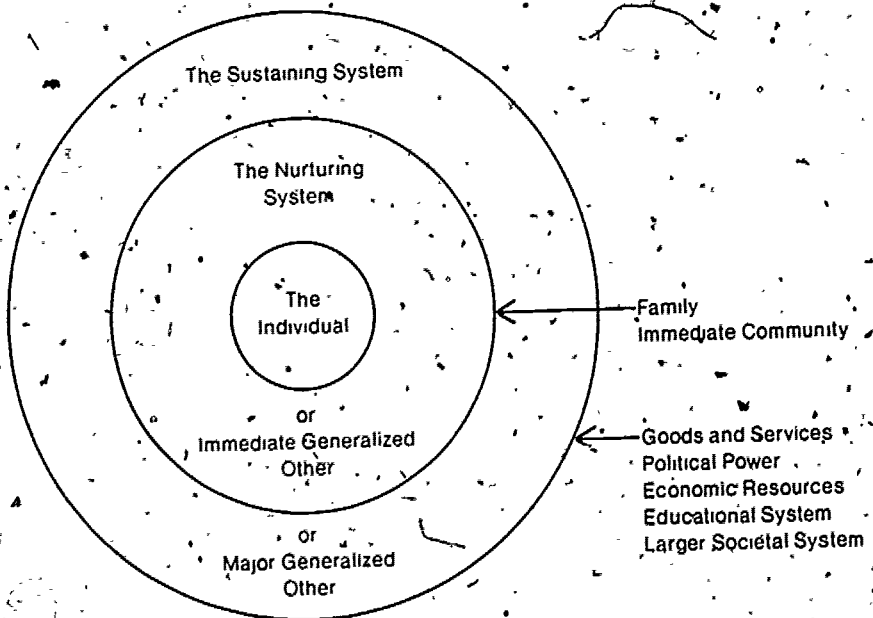 The Sustaining System
The Nurturing
System
The
Individual
or
Immediate Generalized
Other
or
Major Generalized
Other
Family
Immediate Community
Goods and Services
Political Power
Economic Resources
Educational System
Larger Societal System